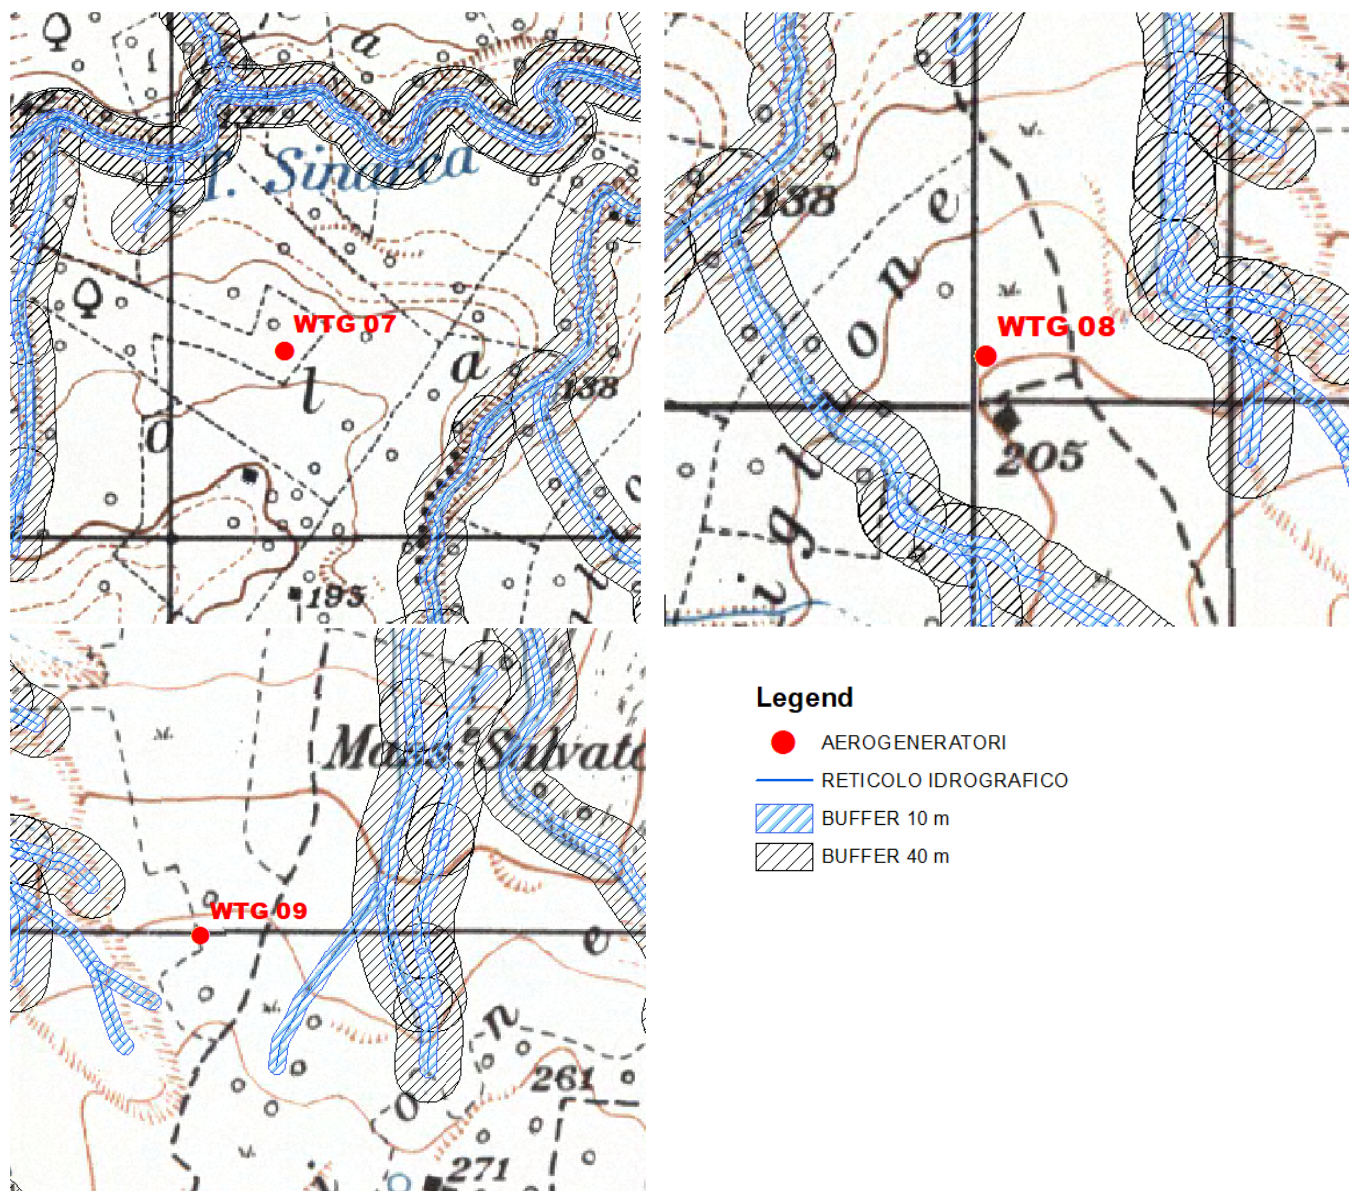 a
T. Sinarca
WTG 07
a
l
138
o
195
138
e
n
WTG 08
o
205
l
g
i
Mass. Salvato
WTG 09
e
n
261
o
271
i
Legend
AEROGENERATORI
RETICOLO IDROGRAFICO
BUFFER 10 m
BUFFER 40 m